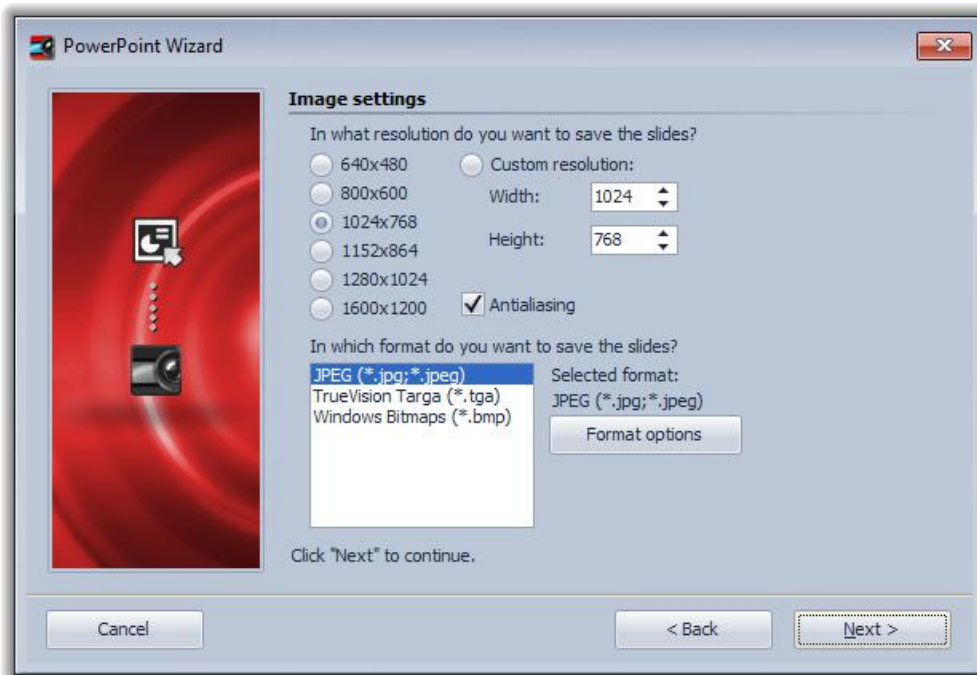 PowerPoint Wizard
Image settings
In what resolution do you want to save the slides?
640x480
Custom resolution:
800x600
Width:
1024
1024x768
1152x864
Height:
768
1280x1024
1600x1200
Antialiasing
In which format do you want to save the slides?
JPEG (*.jpg;*.jpeg)
TrueVision Targa (*.tga)
Windows Bitmaps (*.bmp)
Selected format:
JPEG (*.jpg;*.jpeg)
Format options
Click "Next" to continue.
Cancel
< Back
Next >